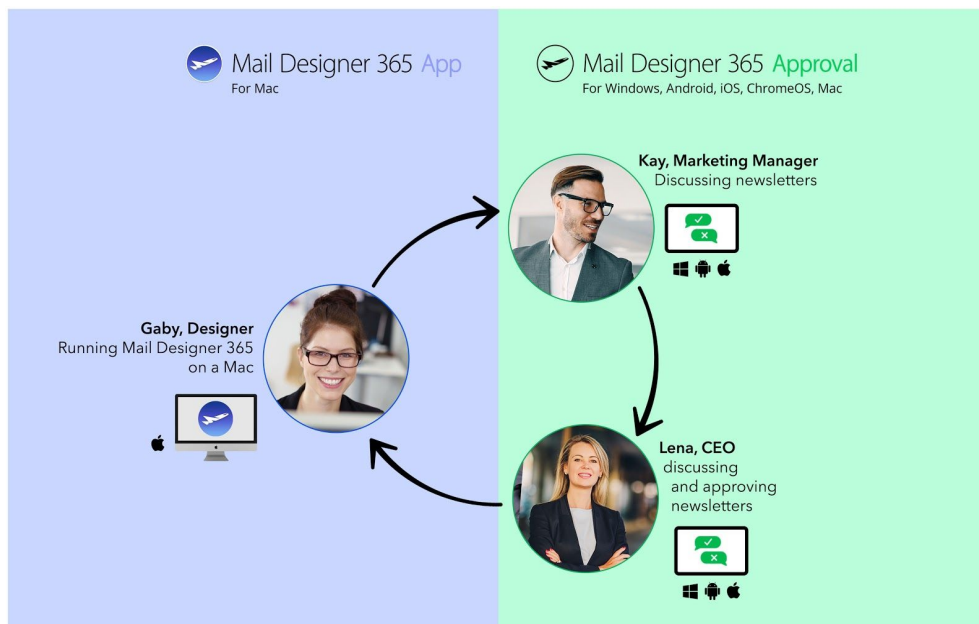 Mail Designer 365 App
For Mac
Mail Designer 365 Approval
For Windows, Android, iOS, ChromeOS, Mac
Kay, Marketing Manager
Discussing newsletters
Gaby, Designer
Running Mail Designer 365
on a Mac
Lena, CEO
discussing
and approving
newsletters